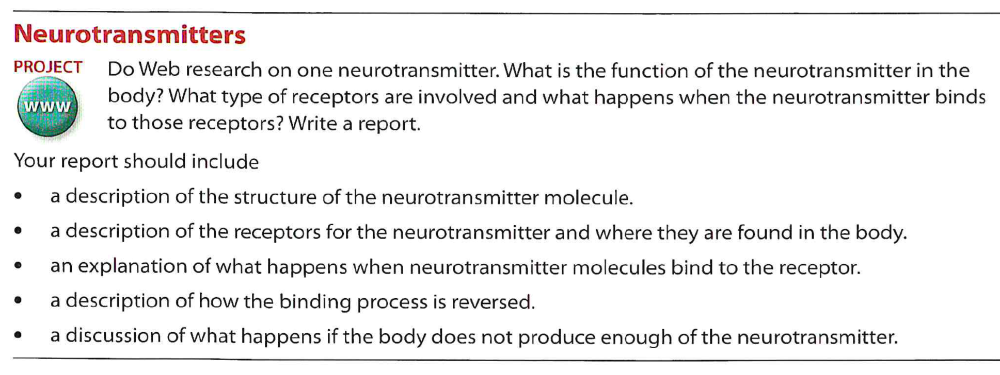 Neurotransmitters
PROJECT
www
Do Web research on one neurotransmitter. What is the function of the neurotransmitter in the
body? What type of receptors are involved and what happens when the neurotransmitter binds
to those receptors? Write a report.
Your report should include
• a description of the structure of the neurotransmitter molecule.
• a description of the receptors for the neurotransmitter and where they are found in the body.
• an explanation of what happens when neurotransmitter molecules bind to the receptor.
• a description of how the binding process is reversed.
• a discussion of what happens if the body does not produce enough of the neurotransmitter.